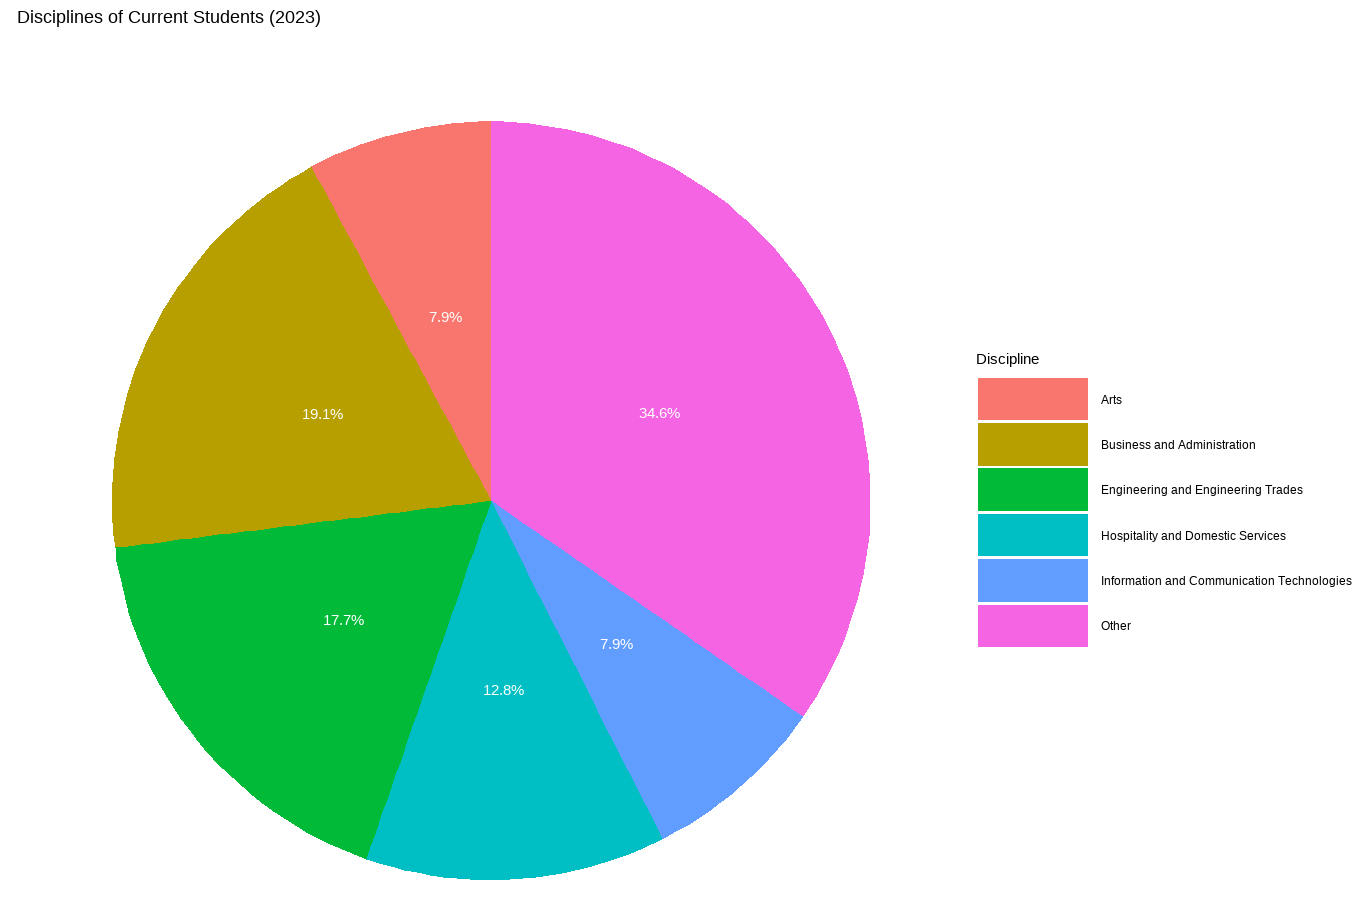 Disciplines of Current Students (2023)
7.9%
19.1%
34.6%
17.7%
7.9%
12.8%
Discipline
Arts
Business and Administration
Engineering and Engineering Trades
Hospitality and Domestic Services
Information and Communication Technologies
Other